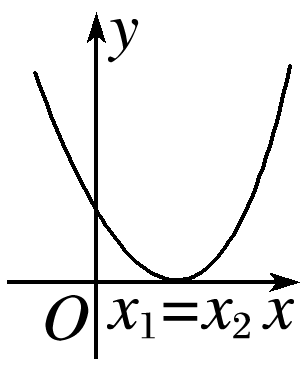 y
O x₁=x₂ x